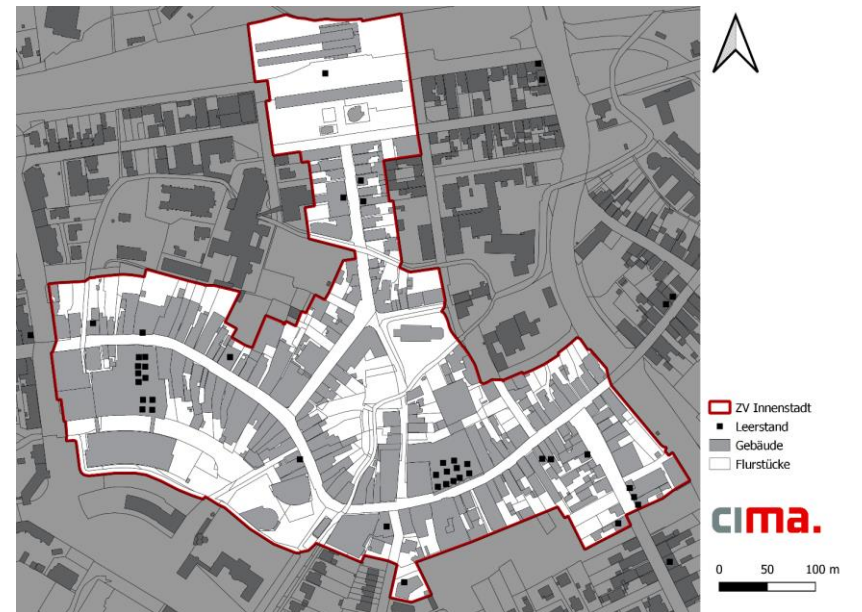 ZV Innenstadt
Leerstand
Gebäude
Flurstücke
cima.
0 50 100 m